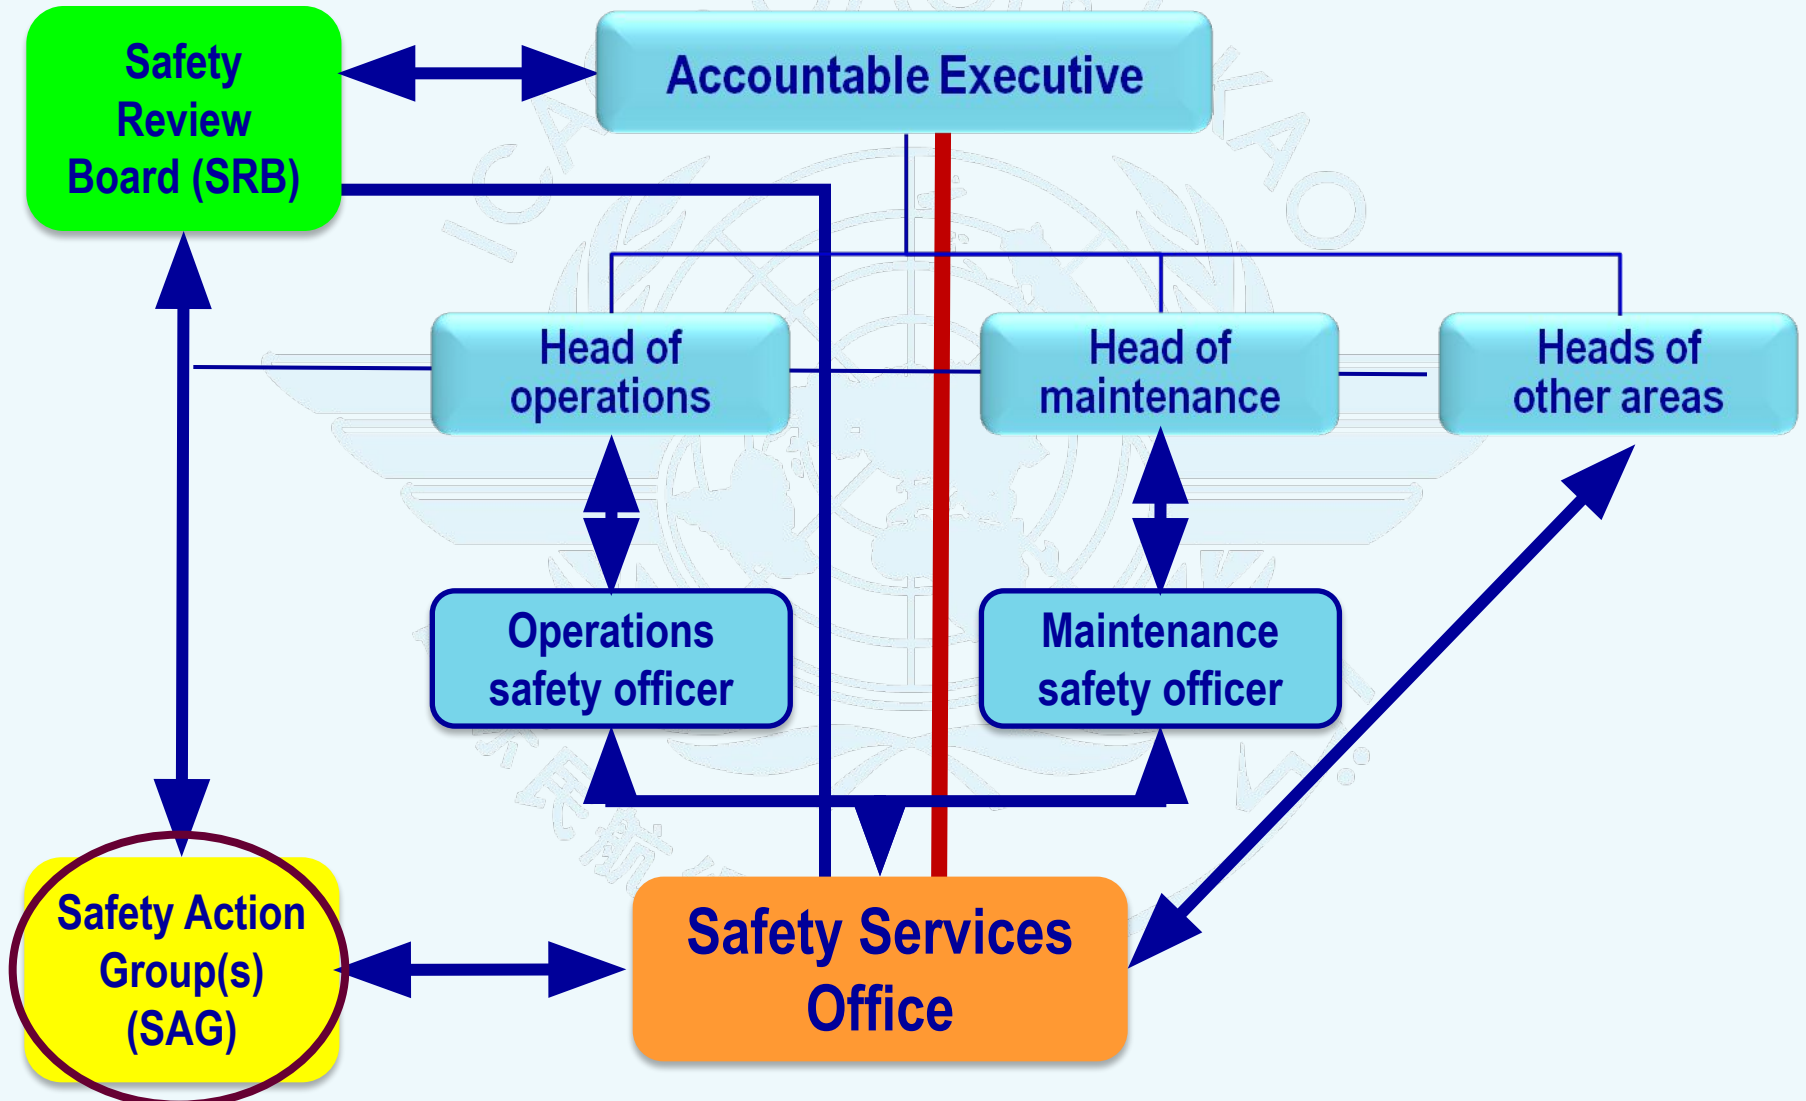 Safety
Review
Board (SRB)
Accountable Executive
Head of
operations
Head of
maintenance
Heads of
other areas
Operations
safety officer
Maintenance
safety officer
Safety Action
Group(s)
(SAG)
Safety Services
Office